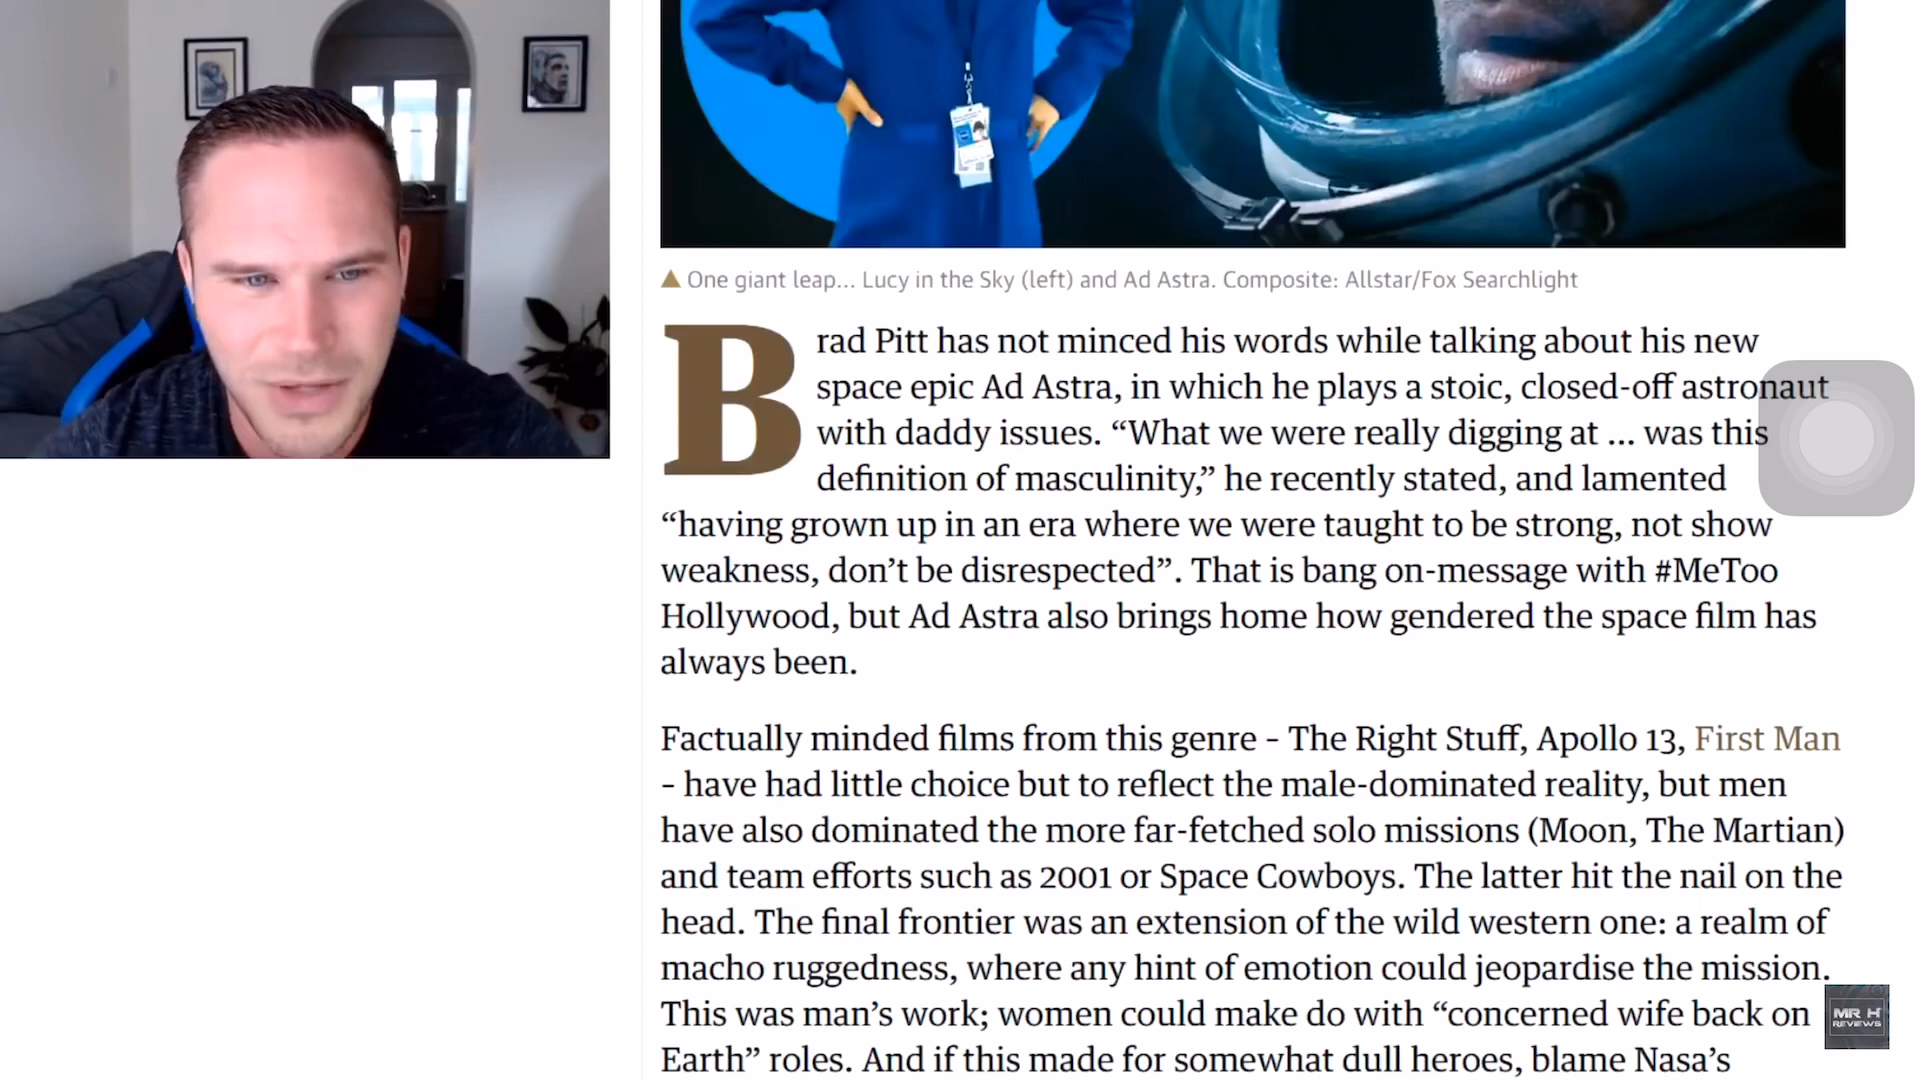 ▲ One giant leap... Lucy in the Sky (left) and Ad Astra. Composite: Allstar/Fox Searchlight
Brad Pitt has not minced his words while talking about his new
space epic Ad Astra, in which he plays a stoic, closed-off astronaut
with daddy issues. “What we were really digging at ... was this
definition of masculinity,” he recently stated, and lamented
“having grown up in an era where we were taught to be strong, not show
weakness, don’t be disrespected”. That is bang on-message with #MeToo
Hollywood, but Ad Astra also brings home how gendered the space film has
always been.
Factually minded films from this genre – The Right Stuff, Apollo 13, First Man
– have had little choice but to reflect the male-dominated reality, but men
have also dominated the more far-fetched solo missions (Moon, The Martian)
and team efforts such as 2001 or Space Cowboys. The latter hit the nail on the
head. The final frontier was an extension of the wild western one: a realm of
macho ruggedness, where any hint of emotion could jeopardise the mission.
This was man’s work; women could make do with “concerned wife back on
Earth” roles. And if this made for somewhat dull heroes, blame Nasa’s
MR H
REVIEWS